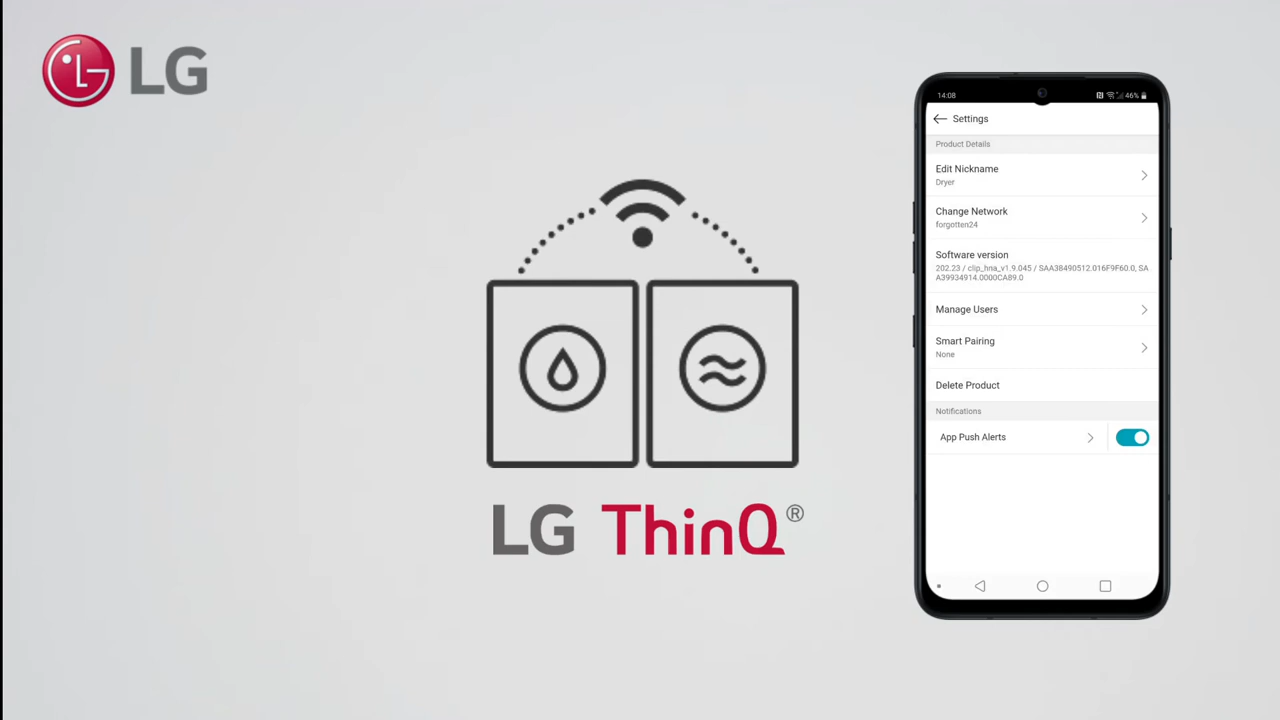 LG
14:08
46%
Settings
Product Details
Edit Nickname
Dryer
Change Network
forgotten24
Software version
202.23 / clip_hna_v1.9.045 / SAA38490512.016F9F60.0, SA
A39934914.0000CA89.0
Manage Users
Smart Pairing
None
Delete Product
Notifications
App Push Alerts
LG ThinQ®